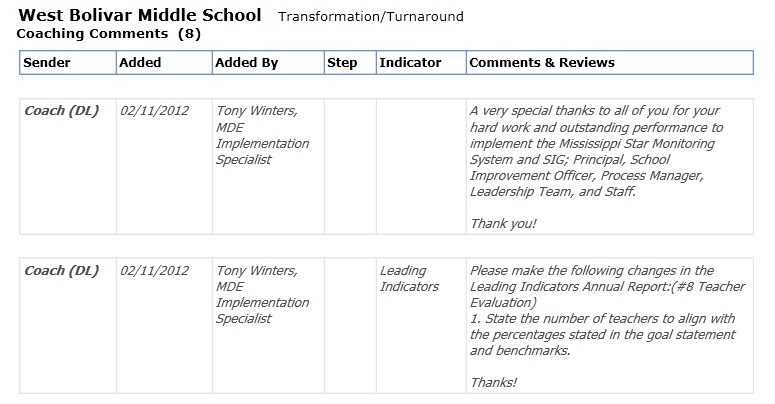 West Bolivar Middle School Transformation/Turnaround
Coaching Comments (8)
Sender Added Added By Step Indicator Comments & Reviews
Coach (DL) 02/11/2012 Tony Winters, A very special thanks to all of you for your
MDE hard work and outstanding performance to
Implementation implement the Mississippi Star Monitoring
Specialist System and SIG; Principal, School
Improvement Officer, Process Manager,
Leadership Team, and Staff.
Thank you!
Coach (DL) 02/11/2012 Tony Winters, Leading Please make the following changes in the
MDE Indicators Leading Indicators Annual Report:(#8 Teacher
Implementation Evaluation)
Specialist 1. State the number of teachers to align with
the percentages stated in the goal statement
and benchmarks.
Thanks!